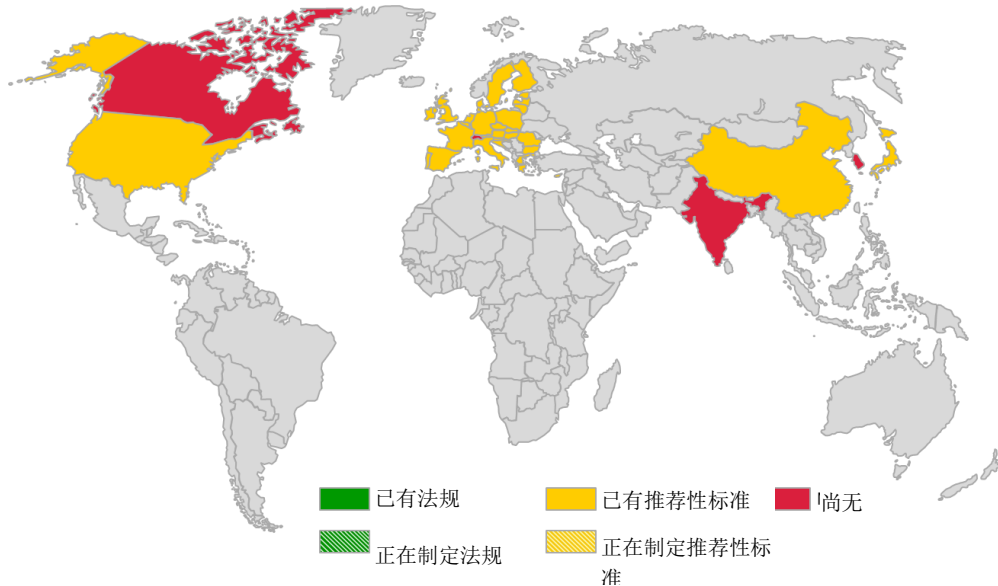 已有法规
已有推荐性标准
尚无
正在制定法规
正在制定推荐性标
准